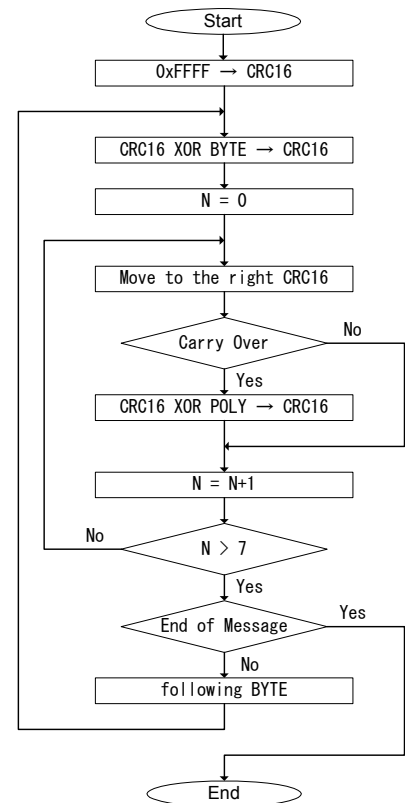 Start
0xFFFF → CRC16
CRC16 XOR BYTE → CRC16
N = 0
Move to the right CRC16
Carry Over
No
Yes
CRC16 XOR POLY → CRC16
N = N+1
No
N > 7
Yes
End of Message
Yes
No
following BYTE
End